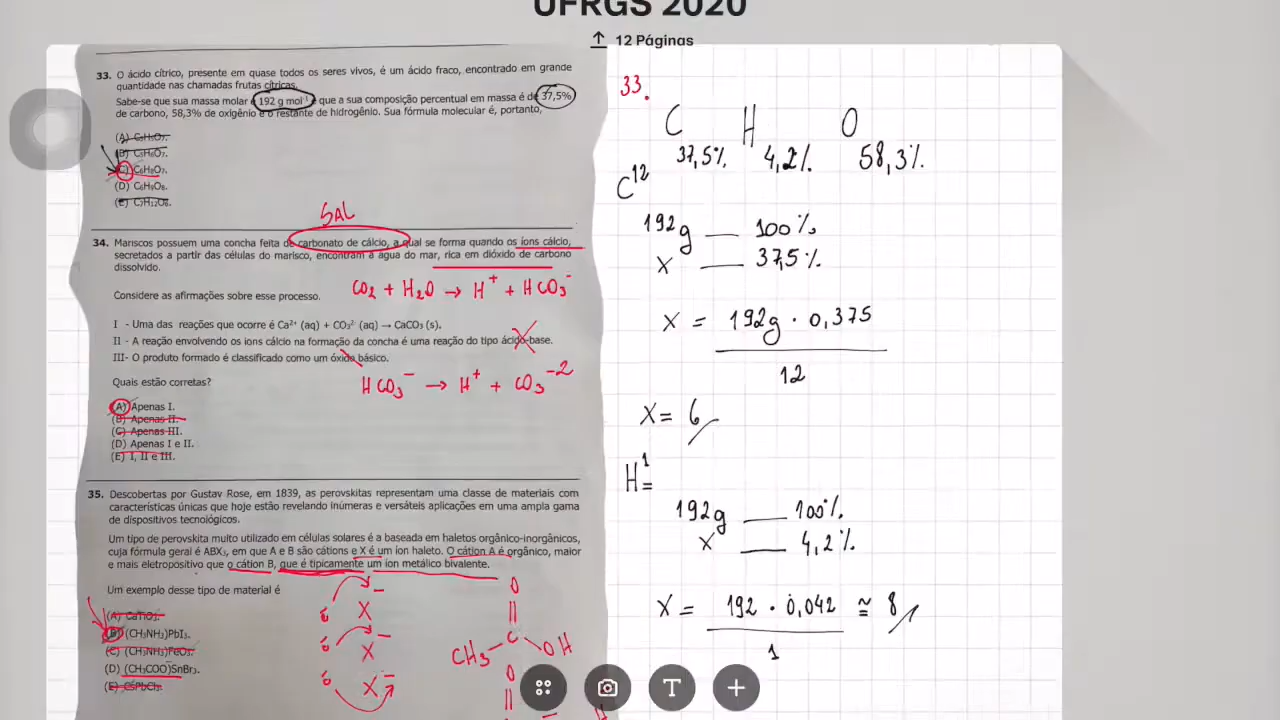 UFRGS 2020
12 Páginas
33. O ácido cítrico, presente em quase todos os seres vivos, é um ácido fraco, encontrado em grande
quantidade nas chamadas frutas cítricas.
Sabe-se que sua massa molar é 192 g mol⁻¹ e que a sua composição percentual em massa é de 37,5%
de carbono, 58,3% de oxigênio e o restante de hidrogênio. Sua fórmula molecular é, portanto,
(C) C₆H₈O₇.
(D) C₆H₉O₈.
(E) C₇H₁₂O₆.
SAL
34. Mariscos possuem uma concha feita de carbonato de cálcio, a qual se forma quando os íons cálcio,
secretados a partir das células do marisco, encontram a água do mar, rica em dióxido de carbono
dissolvido.
CO₂ + H₂O → H⁺ + HCO₃⁻
Considere as afirmações sobre esse processo.
I - Uma das reações que ocorre é Ca²⁺ (aq) + CO₃²⁻ (aq) → CaCO₃ (s).
II - A reação envolvendo os íons cálcio na formação da concha é uma reação do tipo ácido-base.
III- O produto formado é classificado como um óxido básico.
HCO₃⁻ → H⁺ + CO₃⁻²
Quais estão corretas?
(A) Apenas I.
(B) Apenas II.
(C) Apenas III.
(D) Apenas I e II.
(E) I, II e III.
35. Descobertas por Gustav Rose, em 1839, as perovskitas representam uma classe de materiais com
características únicas que hoje estão revelando inúmeras e versáteis aplicações em uma ampla gama
de dispositivos tecnológicos.
Um tipo de perovskita muito utilizado em células solares é a baseada em haletos orgânico-inorgânicos,
cuja fórmula geral é ABX₃, em que A e B são cátions e X é um íon haleto. O cátion A é orgânico, maior
e mais eletropositivo que o cátion B, que é tipicamente um íon metálico bivalente.
Um exemplo desse tipo de material é
(A) CaTiO₃.
(B) (CH₃NH₃)PbI₃.
(C) (CH₃NH₃)FeO₃.
(D) (CH₃COO)SnBr₃.
(E) CsPbCl₃.
X⁻
X⁻
X⁻
O
||
C
CH₃
OH
O
||
33.
C H O
37,5% 4,2% 58,3%
C¹²
192g — 100%
X — 37,5%
X = 192g . 0,375
12
X = 6
H¹
192g — 100%
X — 4,2%
X = 192 . 0,042 ≅ 8
1
T